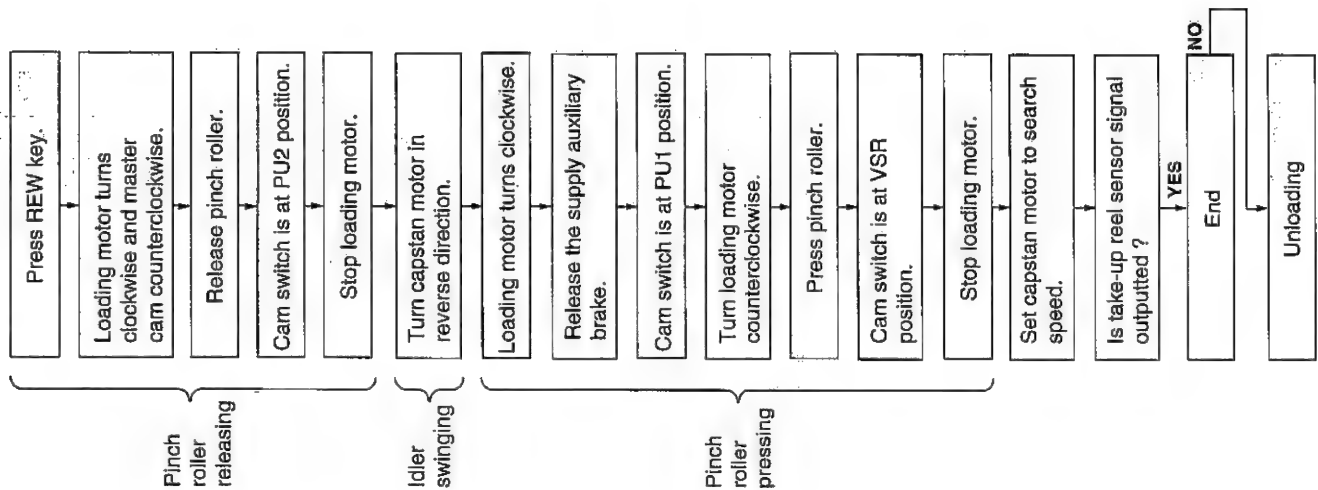 Press REW key.
Loading motor turns
clockwise and master
cam counterclockwise.
Release pinch roller.
Cam switch is at PU2 position.
Stop loading motor.
Pinch
roller
releasing
Turn capstan motor in
reverse direction.
Idler
swinging
Loading motor turns clockwise.
Release the supply auxiliary
brake.
Cam switch is at PU1 position.
Turn loading motor
counterclockwise.
Press pinch roller.
Cam switch is at VSR
position.
Stop loading motor.
Pinch
roller
pressing
Set capstan motor to search
speed.
Is take-up reel sensor signal
outputted ?
YES
NO
End
Unloading